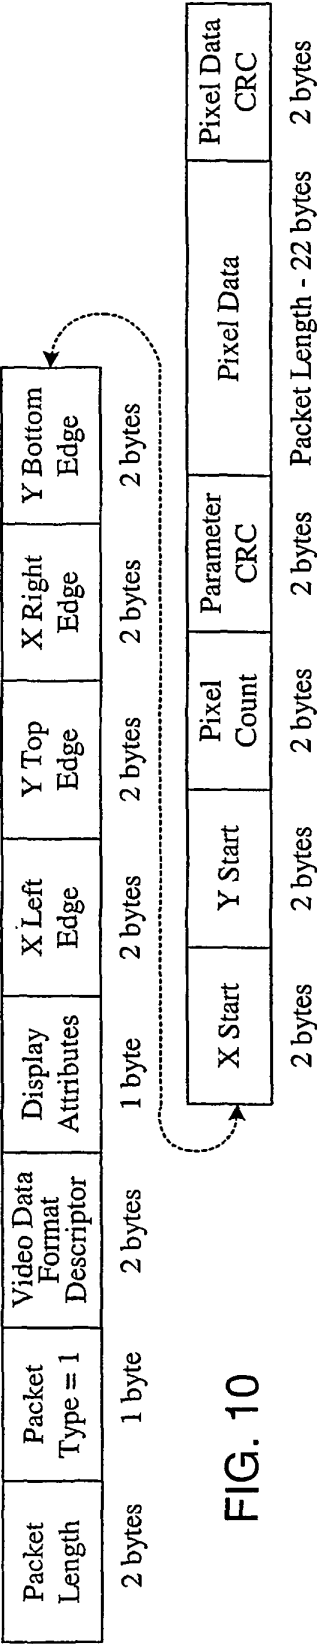 Packet
Length
Packet
Type = 1
Video Data
Format
Descriptor
Display
Attributes
X Left
Edge
Y Top
Edge
X Right
Edge
Y Bottom
Edge
2 bytes
1 byte
2 bytes
1 byte
2 bytes
2 bytes
2 bytes
2 bytes
X Start
Y Start
Pixel
Count
Parameter
CRC
Pixel Data
Pixel Data
CRC
2 bytes
2 bytes
2 bytes
2 bytes
Packet Length - 22 bytes
2 bytes
FIG. 10